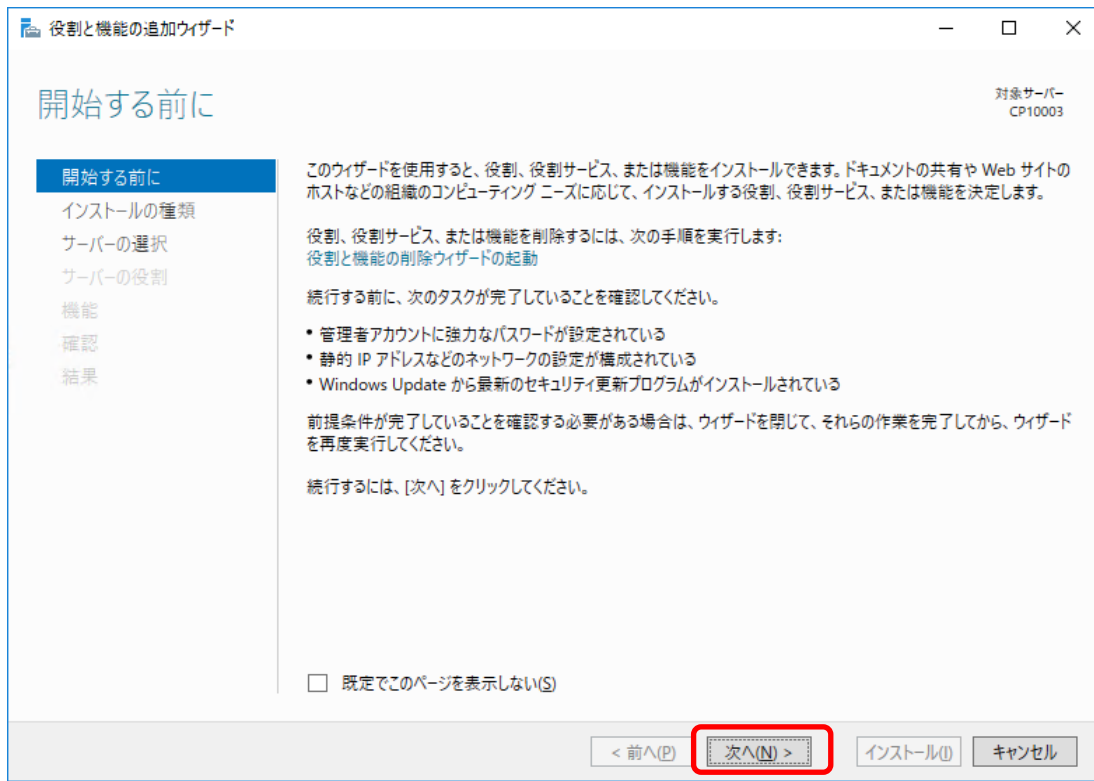 役割と機能の追加ウィザード
開始する前に
対象サーバー
CP10003
開始する前に
インストールの種類
サーバーの選択
サーバーの役割
機能
確認
結果
このウィザードを使用すると、役割、役割サービス、または機能をインストールできます。ドキュメントの共有や Web サイトの
ホストなどの組織のコンピューティング ニーズに応じて、インストールする役割、役割サービス、または機能を決定します。
役割、役割サービス、または機能を削除するには、次の手順を実行します:
役割と機能の削除ウィザードの起動
続行する前に、次のタスクが完了していることを確認してください。
• 管理者アカウントに強力なパスワードが設定されている
• 静的 IP アドレスなどのネットワークの設定が構成されている
• Windows Update から最新のセキュリティ更新プログラムがインストールされている
前提条件が完了していることを確認する必要がある場合は、ウィザードを閉じて、それらの作業を完了してから、ウィザード
を再度実行してください。
続行するには、[次へ] をクリックしてください。
既定でこのページを表示しない(S)
< 前へ(P)
次へ(N) >
インストール(I)
キャンセル